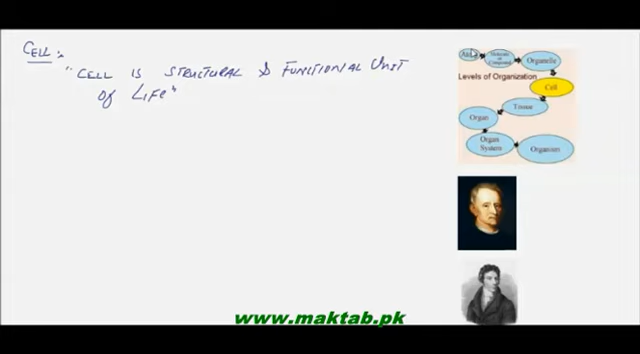 CELL:
"CELL IS STRUCTURAL & FUNCTIONAL UNIT
OF LIFE"
Organelle
Levels of Organization
Cell
Tissue
Organ
Organ
System
Organism
www.maktab.pk